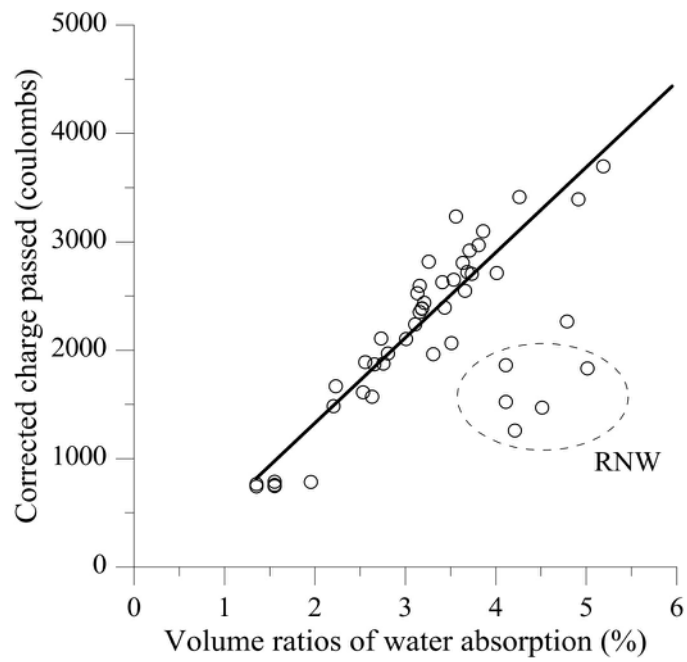 5000
4000
3000
2000
1000
0
Corrected charge passed (coulombs)
RNW
0 1 2 3 4 5 6
Volume ratios of water absorption (%)